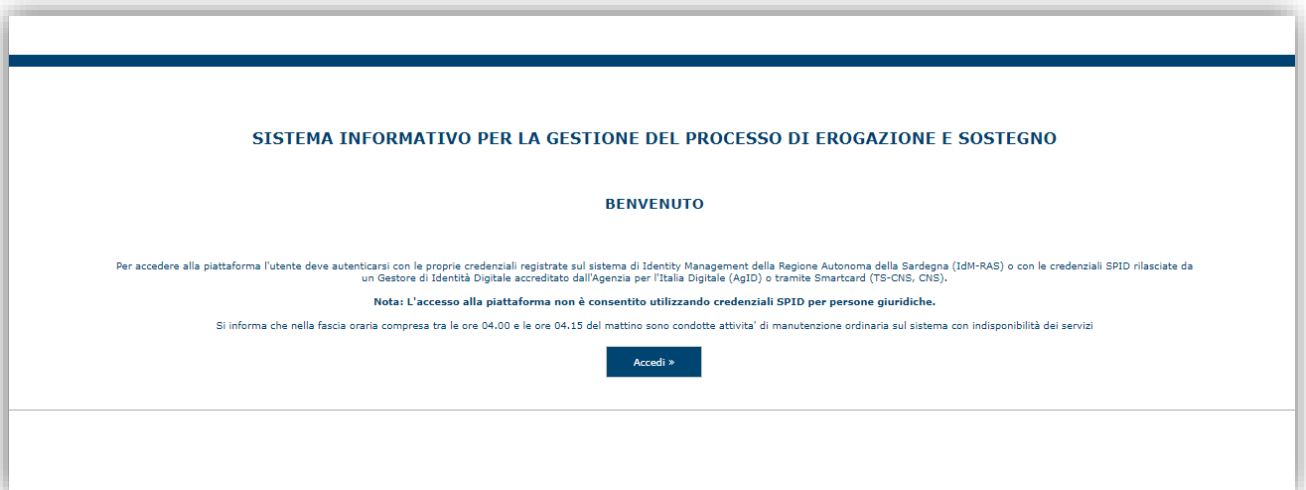 SISTEMA INFORMATIVO PER LA GESTIONE DEL PROCESSO DI EROGAZIONE E SOSTEGNO
BENVENUTO
Per accedere alla piattaforma l'utente deve autenticarsi con le proprie credenziali registrate sul sistema di Identity Management della Regione Autonoma della Sardegna (IdM-RAS) o con le credenziali SPID rilasciate da
un Gestore di Identità Digitale accreditato dall'Agenzia per l'Italia Digitale (AgID) o tramite Smartcard (TS-CNS, CNS).
Nota: L'accesso alla piattaforma non è consentito utilizzando credenziali SPID per persone giuridiche.
Si informa che nella fascia oraria compresa tra le ore 04.00 e le ore 04.15 del mattino sono condotte attivita' di manutenzione ordinaria sul sistema con indisponibilità dei servizi
Accedi »